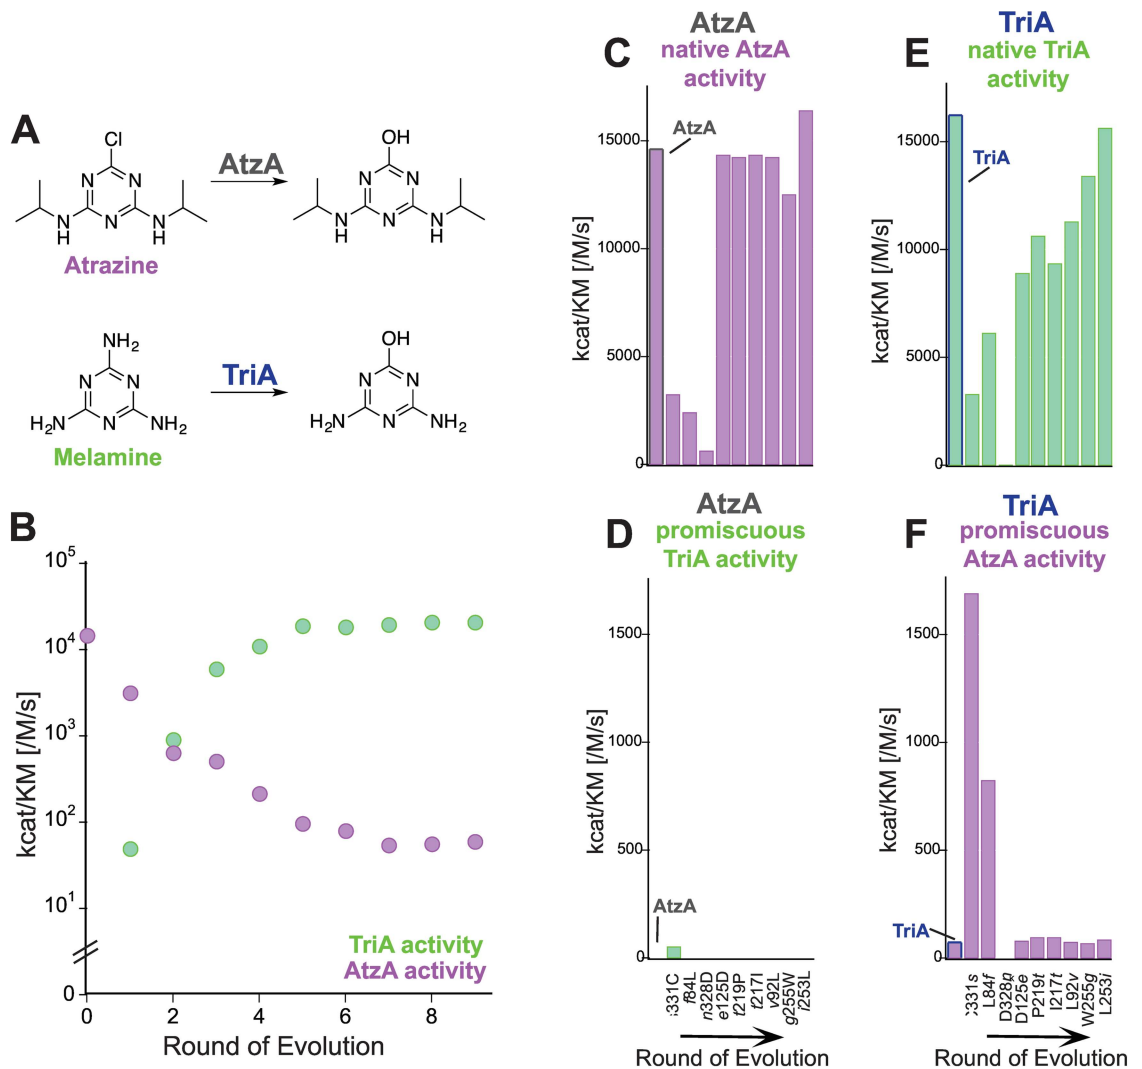 A
Cl
N
N
N
N
H
N
H
Atrazine
AtzA
OH
N
N
N
N
H
N
H
NH2
N
N
N
H2N
NH2
Melamine
TriA
OH
N
N
N
H2N
NH2
B
10^5
10^4
10^3
10^2
10^1
0
kcat/KM [/M/s]
TriA activity
AtzA activity
0
2
4
6
8
Round of Evolution
C
AtzA
native AtzA
activity
15000
10000
5000
0
kcat/KM [/M/s]
AtzA
D
AtzA
promiscuous
TriA activity
1500
1000
500
0
kcat/KM [/M/s]
AtzA
331C
f84L
n328D
e125D
t219P
t217I
v92L
g255W
i253L
Round of Evolution
E
TriA
native TriA
activity
15000
10000
5000
0
kcat/KM [/M/s]
TriA
F
TriA
promiscuous
AtzA activity
1500
1000
500
0
kcat/KM [/M/s]
TriA
331s
L84f
D328n
D125e
P219t
I217t
L92v
W255g
L253i
Round of Evolution